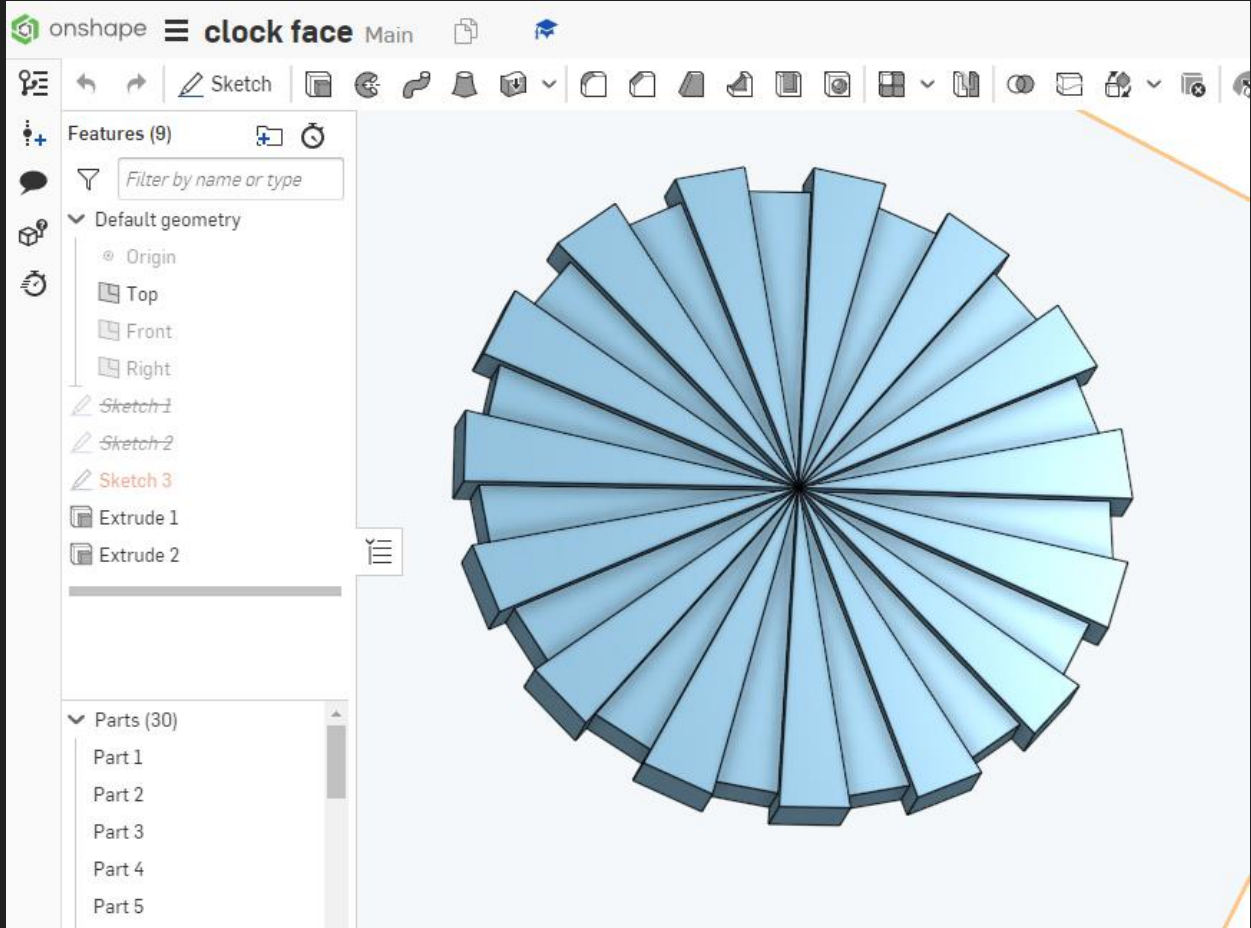 onshape clock face Main
Sketch
Features (9)
Filter by name or type
Default geometry
Origin
Top
Front
Right
Sketch 1
Sketch 2
Sketch 3
Extrude 1
Extrude 2
Parts (30)
Part 1
Part 2
Part 3
Part 4
Part 5